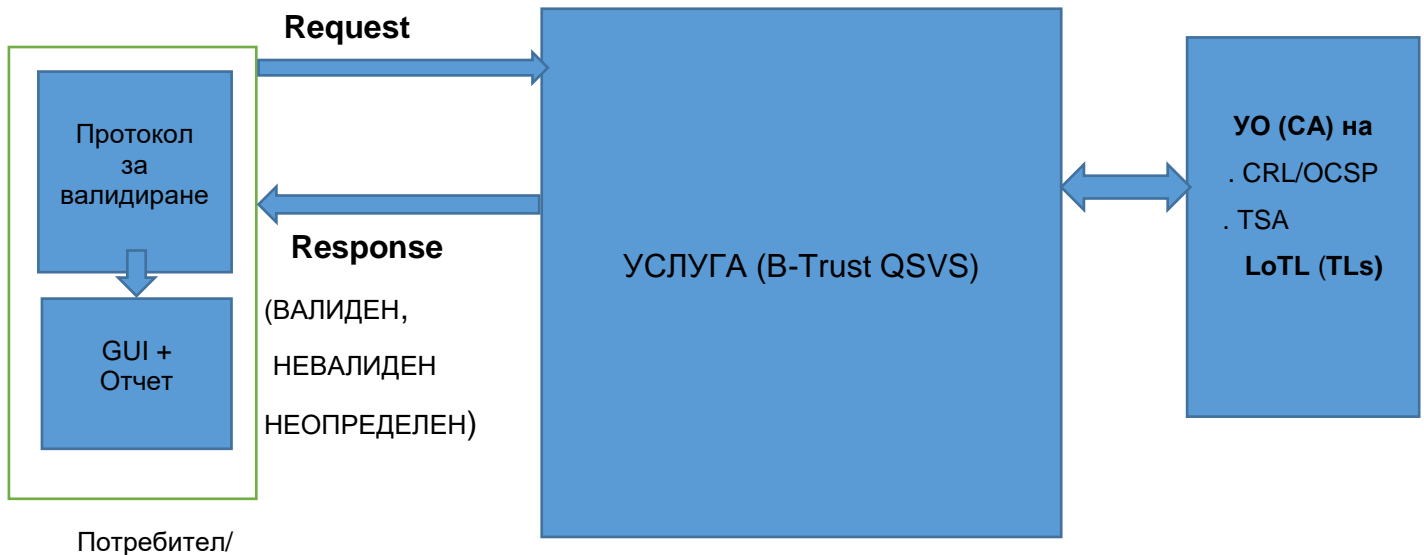 Request
Протокол
за
валидиране
GUI +
Отчет
Потребител/
Response
(ВАЛИДЕН,
НЕВАЛИДЕН
НЕОПРЕДЕЛЕН)
УСЛУГА (B-Trust QSVS)
УО (СА) на
. CRL/OCSP
. TSA
LoTL (TLs)